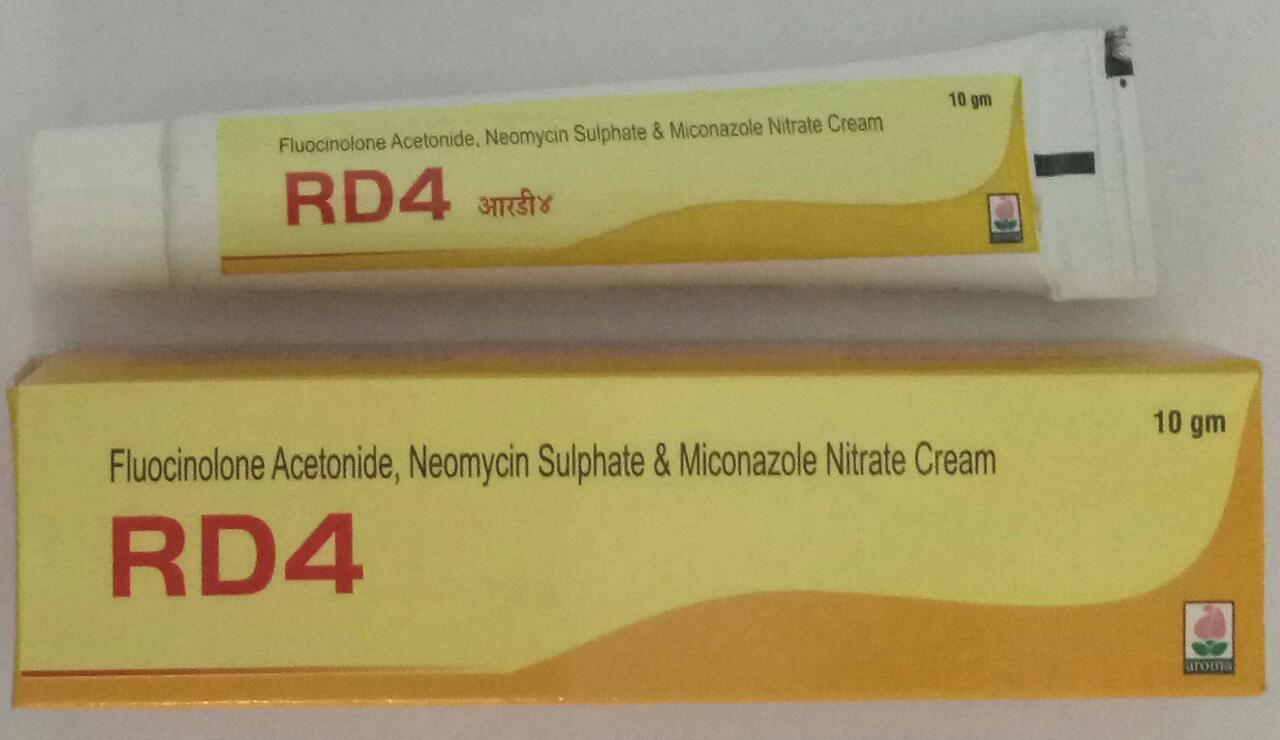 10 gm
Fluocinolone Acetonide, Neomycin Sulphate & Miconazole Nitrate Cream
RD4 आरडी४
10 gm
Fluocinolone Acetonide, Neomycin Sulphate & Miconazole Nitrate Cream
RD4
aroma